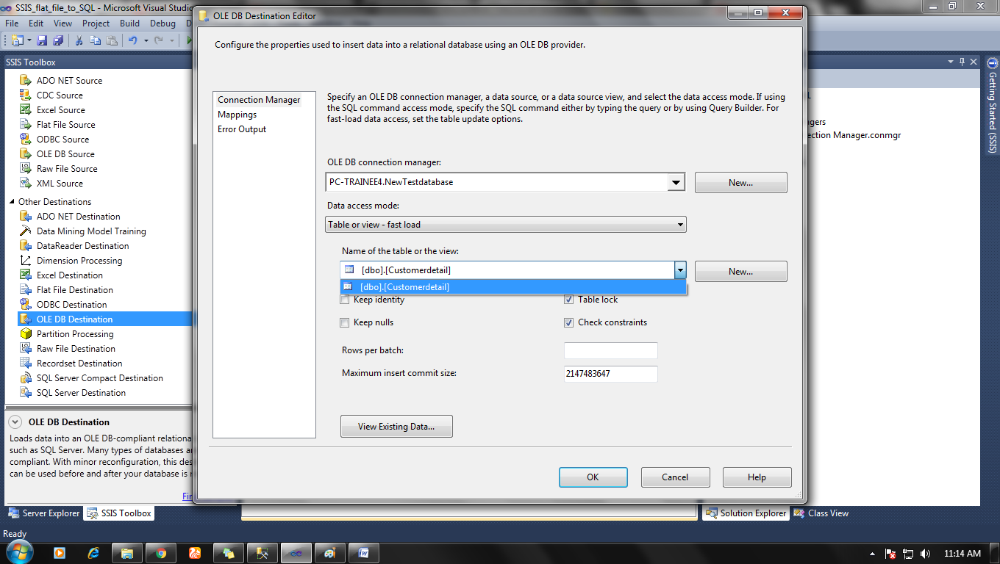 SSIS_flat_file_to_SQL - Microsoft Visual Studio
File Edit View Project Build Debug
SSIS Toolbox
ADO NET Source
CDC Source
Excel Source
Flat File Source
ODBC Source
OLE DB Source
Raw File Source
XML Source
Other Destinations
ADO NET Destination
Data Mining Model Training
DataReader Destination
Dimension Processing
Excel Destination
Flat File Destination
ODBC Destination
OLE DB Destination
Partition Processing
Raw File Destination
Recordset Destination
SQL Server Compact Destination
SQL Server Destination
OLE DB Destination
Loads data into an OLE DB-compliant relationa
such as SQL Server. Many types of databases a
compliant. With minor reconfiguration, this des
can be used before and after your database is
Fin
Server Explorer
SSIS Toolbox
OLE DB Destination Editor
Configure the properties used to insert data into a relational database using an OLE DB provider.
Connection Manager
Mappings
Error Output
Specify an OLE DB connection manager, a data source, or a data source view, and select the data access mode. If using
the SQL command access mode, specify the SQL command either by typing the query or by using Query Builder. For
fast-load data access, set the table update options.
OLE DB connection manager:
PC-TRAINEE4.NewTestdatabase
New...
Data access mode:
Table or view - fast load
Name of the table or the view:
[dbo].[Customerdetail]
New...
[dbo].[Customerdetail]
Keep identity
Table lock
Keep nulls
Check constraints
Rows per batch:
Maximum insert commit size:
2147483647
View Existing Data...
OK
Cancel
Help
L
agers
ection Manager.conmgr
Getting Started (SSIS)
Solution Explorer
Class View
Ready
11:14 AM